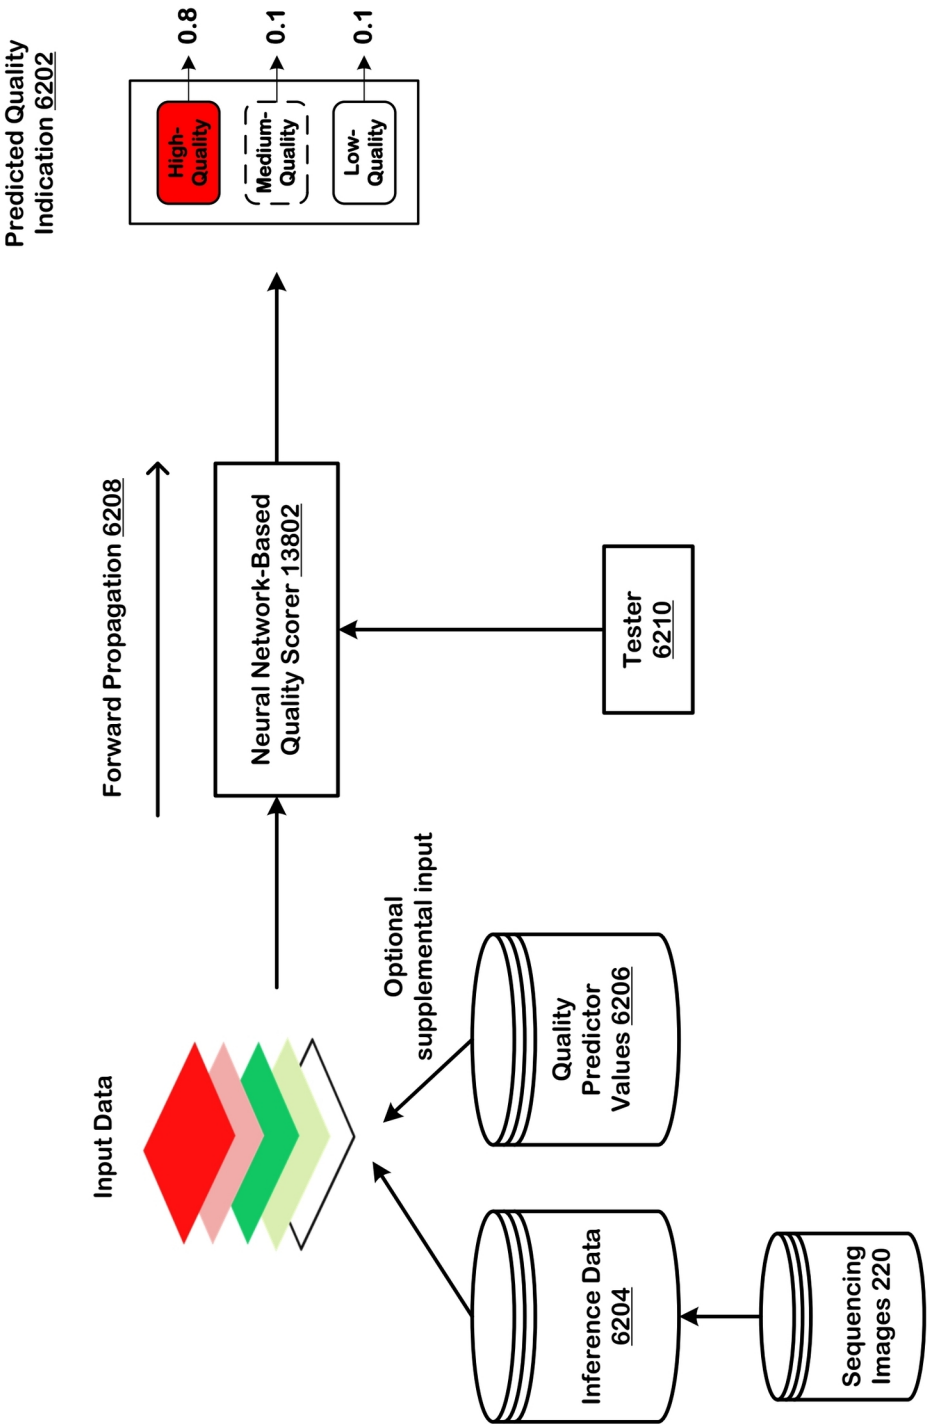 Input Data
Forward Propagation 6208
Predicted Quality
Indication 6202
High-
Quality
0.8
Medium-
Quality
0.1
Low-
Quality
0.1
Neural Network-Based
Quality Scorer 13802
Optional
supplemental input
Inference Data
6204
Quality
Predictor
Values 6206
Tester
6210
Sequencing
Images 220